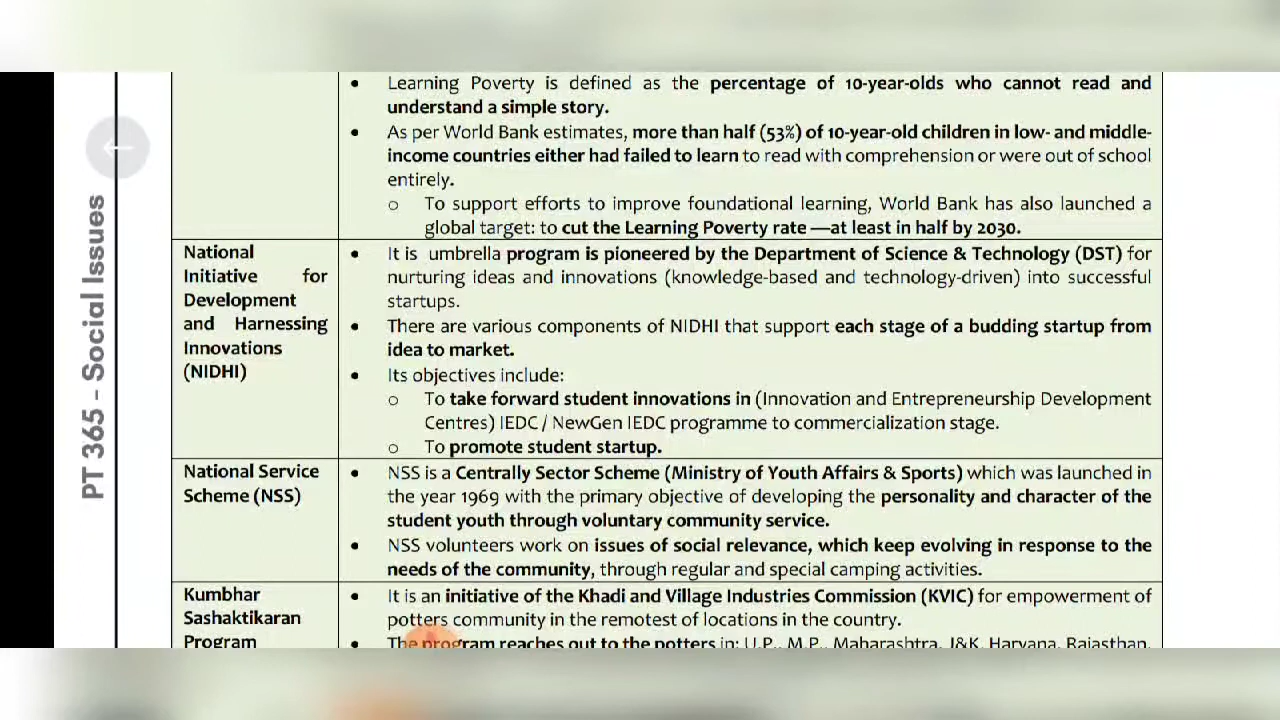 PT 365 - Social Issues
Learning Poverty is defined as the percentage of 10-year-olds who cannot read and
understand a simple story.
As per World Bank estimates, more than half (53%) of 10-year-old children in low- and middle-
income countries either had failed to learn to read with comprehension or were out of school
entirely.
To support efforts to improve foundational learning, World Bank has also launched a
global target: to cut the Learning Poverty rate —at least in half by 2030.
National
Initiative for
Development
and Harnessing
Innovations
(NIDHI)
It is umbrella program is pioneered by the Department of Science & Technology (DST) for
nurturing ideas and innovations (knowledge-based and technology-driven) into successful
startups.
There are various components of NIDHI that support each stage of a budding startup from
idea to market.
Its objectives include:
To take forward student innovations in (Innovation and Entrepreneurship Development
Centres) IEDC / NewGen IEDC programme to commercialization stage.
To promote student startup.
National Service
Scheme (NSS)
NSS is a Centrally Sector Scheme (Ministry of Youth Affairs & Sports) which was launched in
the year 1969 with the primary objective of developing the personality and character of the
student youth through voluntary community service.
NSS volunteers work on issues of social relevance, which keep evolving in response to the
needs of the community, through regular and special camping activities.
Kumbhar
Sashaktikaran
Program
It is an initiative of the Khadi and Village Industries Commission (KVIC) for empowerment of
potters community in the remotest of locations in the country.
The program reaches out to the potters in: U.P., M.P., Maharashtra, J&K, Haryana, Rajasthan,